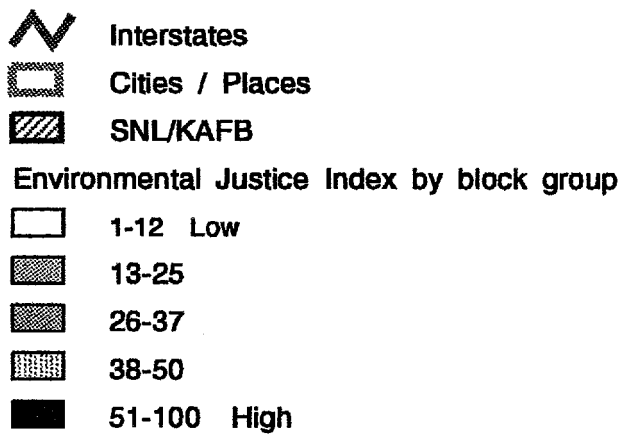 Interstates
Cities / Places
SNL/KAFB
Environmental Justice Index by block group
1-12 Low
13-25
26-37
38-50
51-100 High